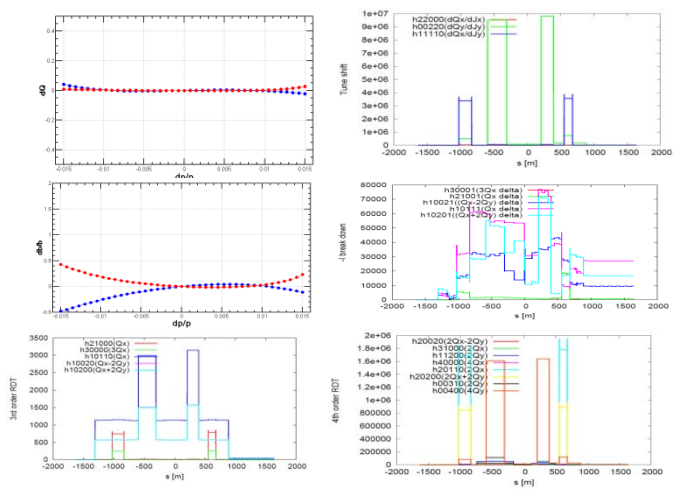 0.4
0.2
0
-0.2
-0.4
dQ
-0.015
-0.01
-0.005
0
0.005
0.01
0.015
dp/p
1e+07
9e+06
8e+06
7e+06
6e+06
5e+06
4e+06
3e+06
2e+06
1e+06
0
Tune shift
h22000(dQx/dJx)
h00220(dQy/dJy)
h11110(dQx/dJy)
-2000
-1500
-1000
-500
0
500
1000
1500
2000
s [m]
2
1.5
1
0.5
0
-0.5
db/b
-0.015
-0.01
-0.005
0
0.005
0.01
0.015
dp/p
80000
70000
60000
50000
40000
30000
20000
10000
0
-I break down
h30001(3Qx delta)
h21001(Qx delta)
h10021((Qx-2Qy) delta)
h10111(Qx delta)
h10201((Qx+2Qy) delta)
-2000
-1500
-1000
-500
0
500
1000
1500
2000
s [m]
3500
3000
2500
2000
1500
1000
500
0
3rd order RDT
h21000(Qx)
h30000(3Qx)
h10110(Qx)
h10020(Qx-2Qy)
h10200(Qx+2Qy)
-2000
-1500
-1000
-500
0
500
1000
1500
2000
s [m]
2e+06
1.8e+06
1.6e+06
1.4e+06
1.2e+06
1e+06
800000
600000
400000
200000
0
4th order RDT
h20020(2Qx-2Qy)
h31000(2Qx)
h11200(2Qy)
h40000(4Qx)
h20110(2Qx)
h20200(2Qx+2Qy)
h00310(2Qy)
h00400(4Qy)
-2000
-1500
-1000
-500
0
500
1000
1500
2000
s [m]